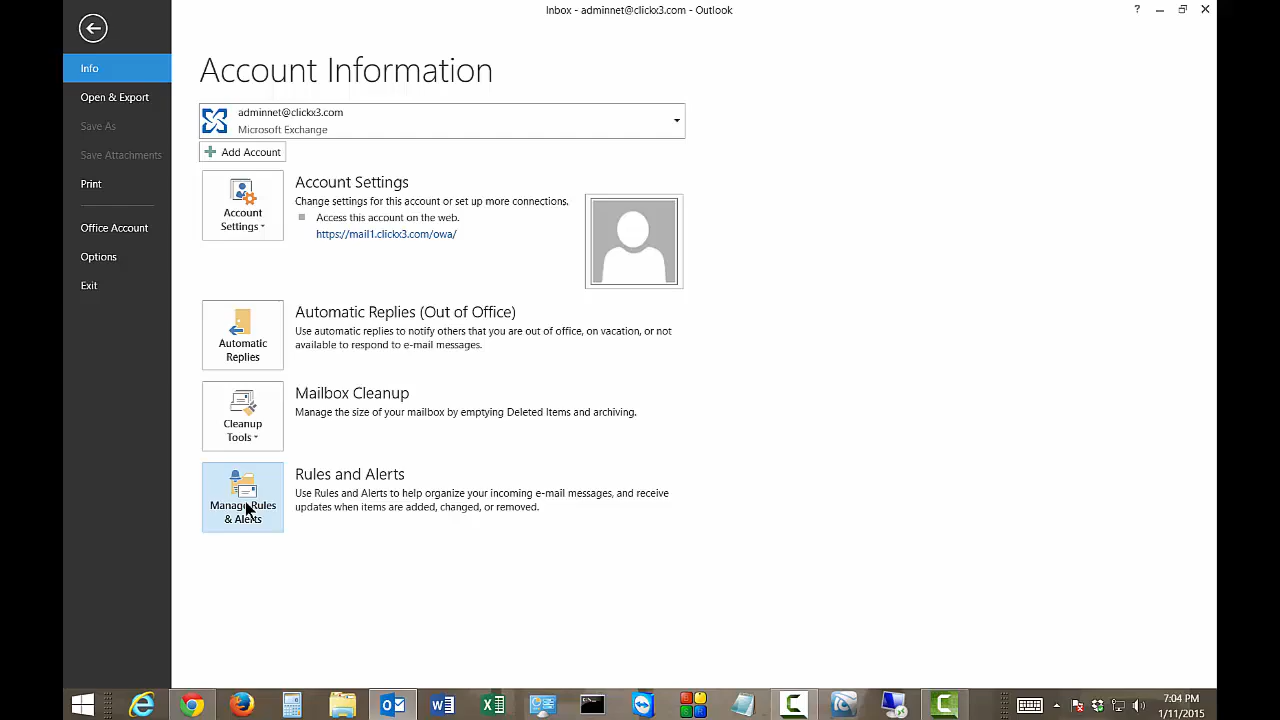 Inbox - adminnet@clickx3.com - Outlook
?
Info
Open & Export
Save As
Save Attachments
Print
Office Account
Options
Exit
Account Information
adminnet@clickx3.com
Microsoft Exchange
Add Account
Account
Settings
Account Settings
Change settings for this account or set up more connections.
Access this account on the web.
https://mail1.clickx3.com/owa/
Automatic
Replies
Automatic Replies (Out of Office)
Use automatic replies to notify others that you are out of office, on vacation, or not
available to respond to e-mail messages.
Cleanup
Tools
Mailbox Cleanup
Manage the size of your mailbox by emptying Deleted Items and archiving.
Manage Rules
& Alerts
Rules and Alerts
Use Rules and Alerts to help organize your incoming e-mail messages, and receive
updates when items are added, changed, or removed.
7:04 PM
1/11/2015